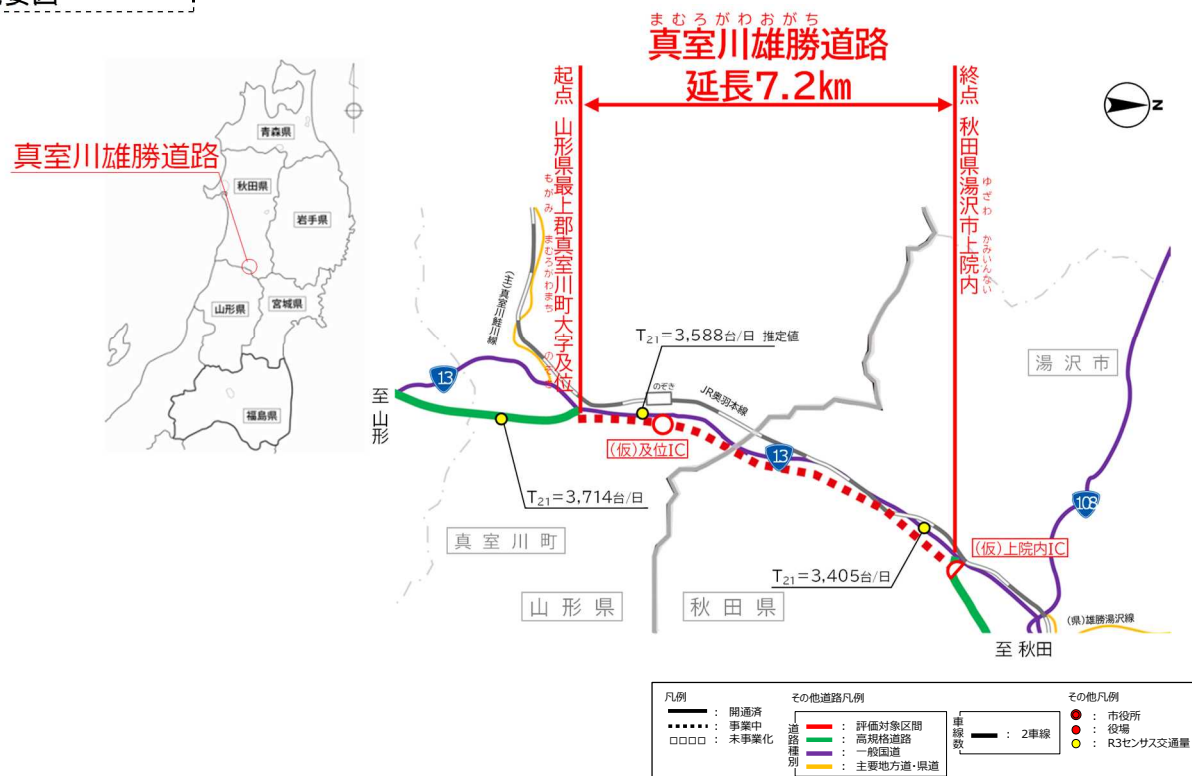 まむろがわおがち
真室川雄勝道路
延長7.2km
起点 山形県最上郡真室川町大字及位
もがみ
まむろがわまち
のぞき
終点 秋田県湯沢市上院内
ゆざわ
かみいんない
N
真室川雄勝道路
青森県
秋田県
岩手県
山形県
宮城県
福島県
(主)真室川鮭川線
T21=3,588台/日 推定値
湯沢市
13
至 山形
のぞき
JR奥羽本線
(仮)及位IC
13
108
T21=3,714台/日
真室川町
(仮)上院内IC
T21=3,405台/日
山形県
秋田県
(県)雄勝湯沢線
至 秋田
凡例
: 開通済
: 事業中
: 未事業化
その他道路凡例
道路種別
: 評価対象区間
: 高規格道路
: 一般国道
: 主要地方道・県道
車線数
: 2車線
その他凡例
: 市役所
: 役場
: R3センサス交通量